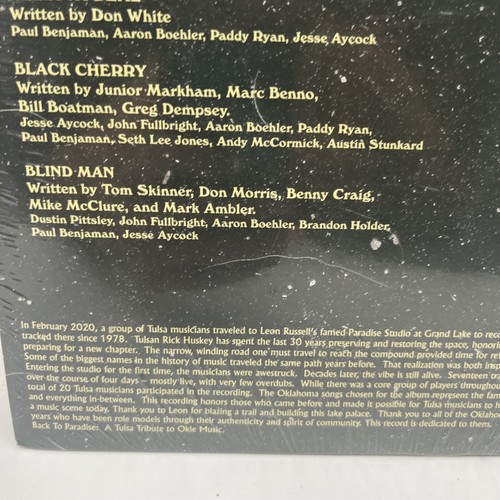 Written by Don White
Paul Benjaman, Aaron Boehler, Paddy Ryan, Jesse Aycock
BLACK CHERRY
Written by Junior Markham, Marc Benno,
Bill Boatman, Greg Dempsey.
Jesse Aycock, John Fullbright, Aaron Boehler, Paddy Ryan,
Paul Benjaman, Seth Lee Jones, Andy McCormick, Austin Stunkard
BLIND MAN
Written by Tom Skinner, Don Morris, Benny Craig,
Mike McClure, and Mark Ambler.
Dustin Pittsley, John Fullbright, Aaron Boehler, Brandon Holder,
Paul Benjaman, Jesse Aycock
In February 2020, a group of Tulsa musicians traveled to Leon Russell's famed Paradise Studio at Grand Lake to reco
tracked there since 1978. Tulsan Rick Huskey has spent the last 30 years preserving and restoring the space, honori
preparing for a new chapter. The narrow, winding road one must travel to reach the compound provided time for ref
Some of the biggest names in the history of music traveled the same path years before. That realization was both insp
Entering the studio for the first time, the musicians were awestruck. Decades later, the vibe is still alive. Seventeen tra
over the course of four days – mostly live, with very few overdubs. While there was a core group of players throughou
total of 20 Tulsa musicians participated in the recording. The Oklahoma songs chosen for the album represent the fam
and everything in-between. This recording honors those who came before and made it possible for Tulsa musicians to h
a music scene today. Thank you to Leon for blazing a trail and building this lake palace. Thank you to all of the Oklahom
years who have been role models through their authenticity and spirit of community. This record is dedicated to them.
Back To Paradise: A Tulsa Tribute to Okie Music.